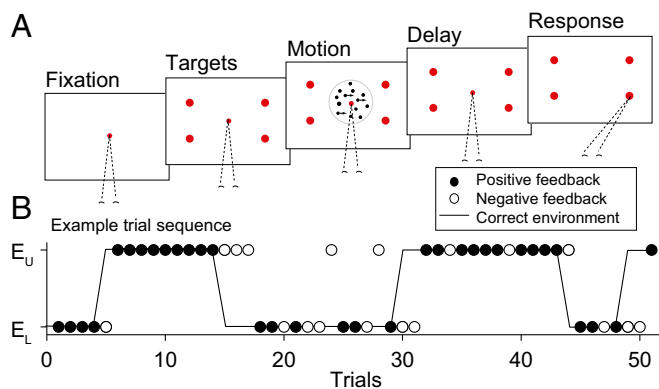 A
Fixation
Targets
Motion
Delay
Response
Positive feedback
Negative feedback
Correct environment
B
Example trial sequence
E_U
E_L
0 10 20 30 40 50
Trials